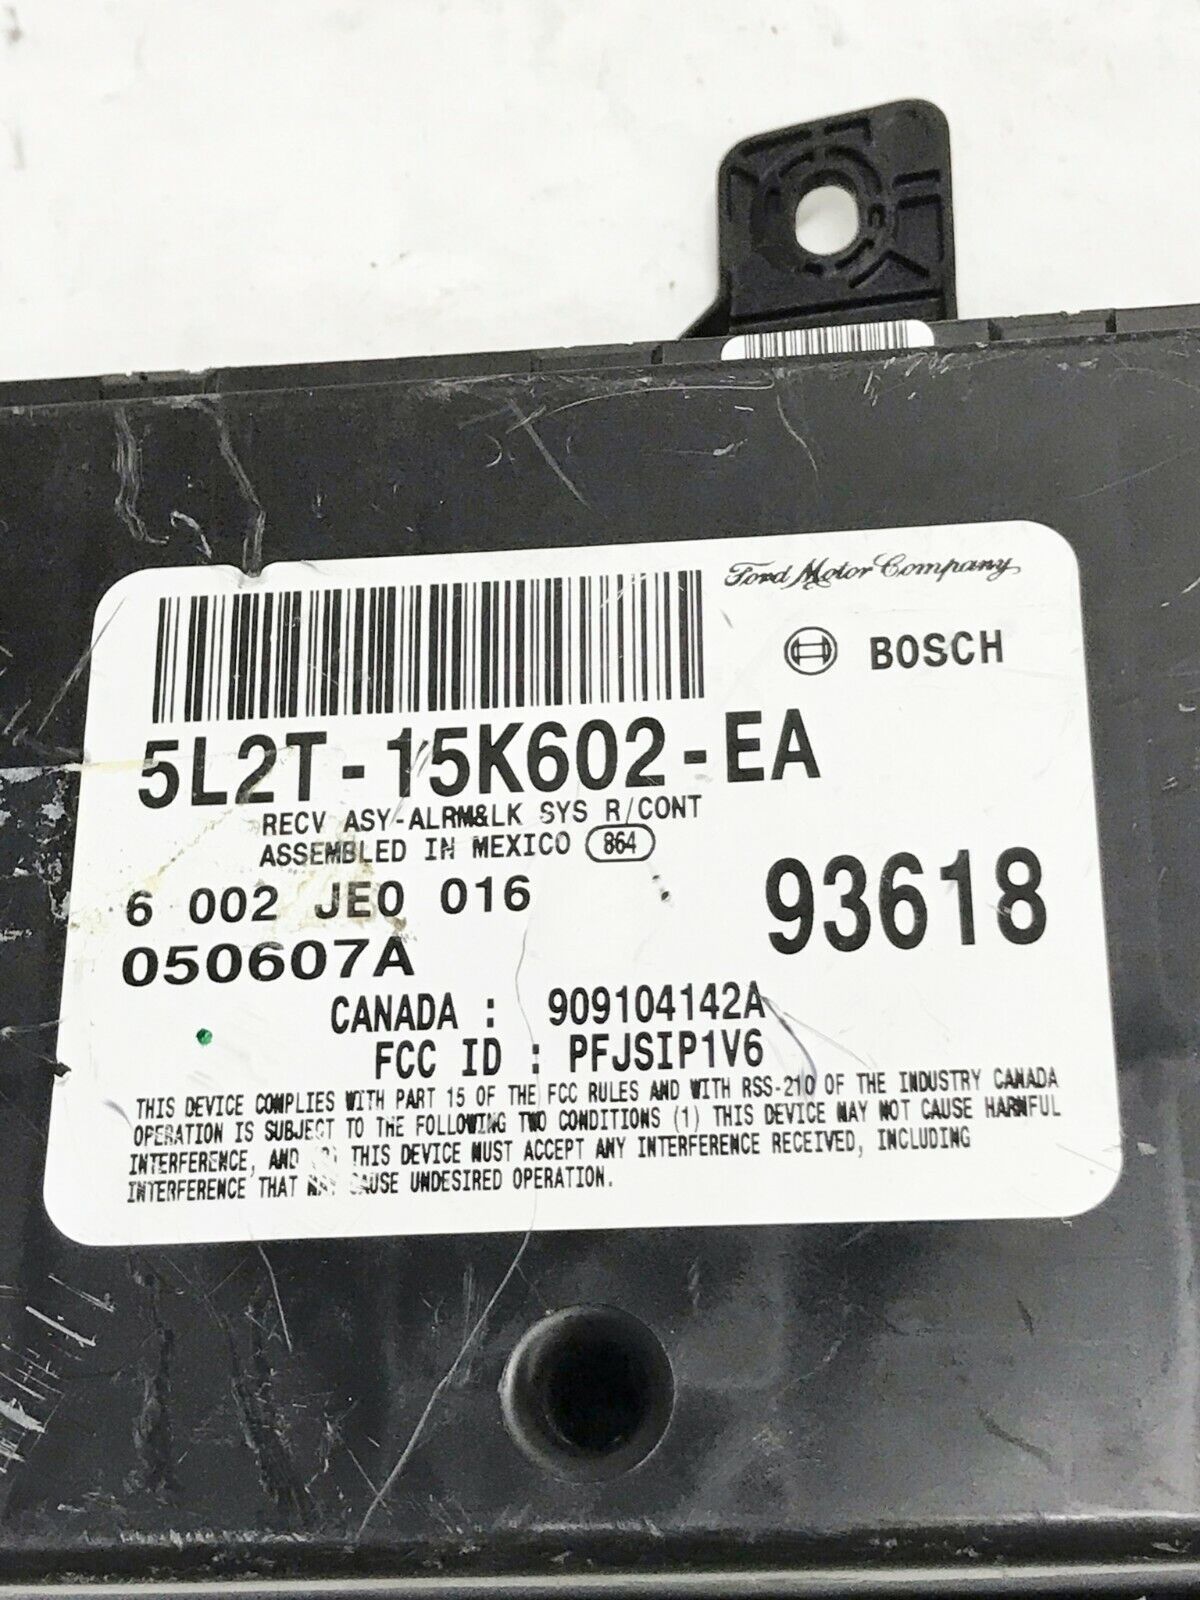 Ford Motor Company
BOSCH
5L2T-15K602-EA
RECV ASY-ALRM&LK SYS R/CONT
ASSEMBLED IN MEXICO 864
6 002 JE0 016
93618
050607A
CANADA : 909104142A
FCC ID : PFJSIP1V6
THIS DEVICE COMPLIES WITH PART 15 OF THE FCC RULES AND WITH RSS-210 OF THE INDUSTRY CANADA
OPERATION IS SUBJECT TO THE FOLLOWING TWO CONDITIONS (1) THIS DEVICE MAY NOT CAUSE HARMFUL
INTERFERENCE, AND (2) THIS DEVICE MUST ACCEPT ANY INTERFERENCE RECEIVED, INCLUDING
INTERFERENCE THAT MAY CAUSE UNDESIRED OPERATION.